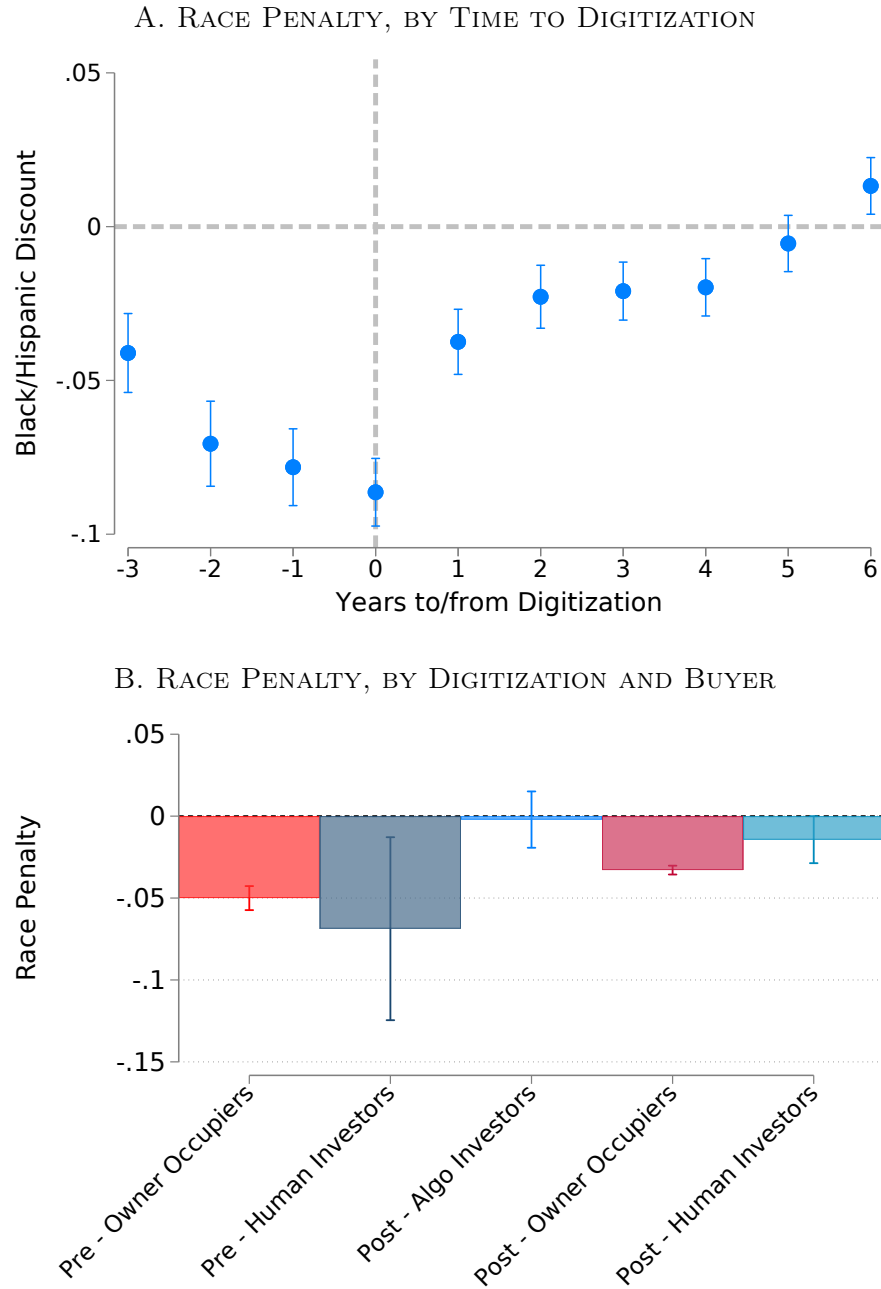 A. Race Penalty, by Time to Digitization
.05
0
-.05
-.1
Black/Hispanic Discount
-3 -2 -1 0 1 2 3 4 5 6
Years to/from Digitization
B. Race Penalty, by Digitization and Buyer
.05
0
-.05
-.1
-.15
Race Penalty
Pre - Owner Occupiers
Pre - Human Investors
Post - Algo Investors
Post - Owner Occupiers
Post - Human Investors